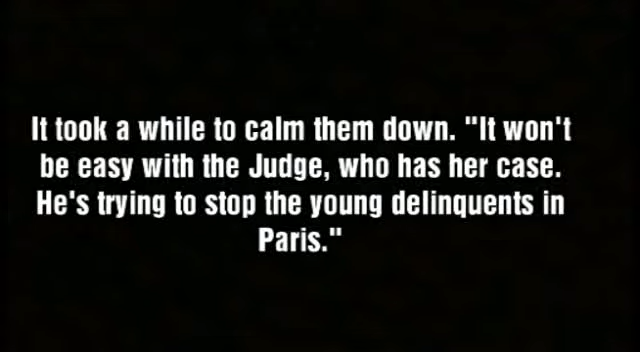 It took a while to calm them down. "It won't
be easy with the Judge, who has her case.
He's trying to stop the young delinquents in
Paris."